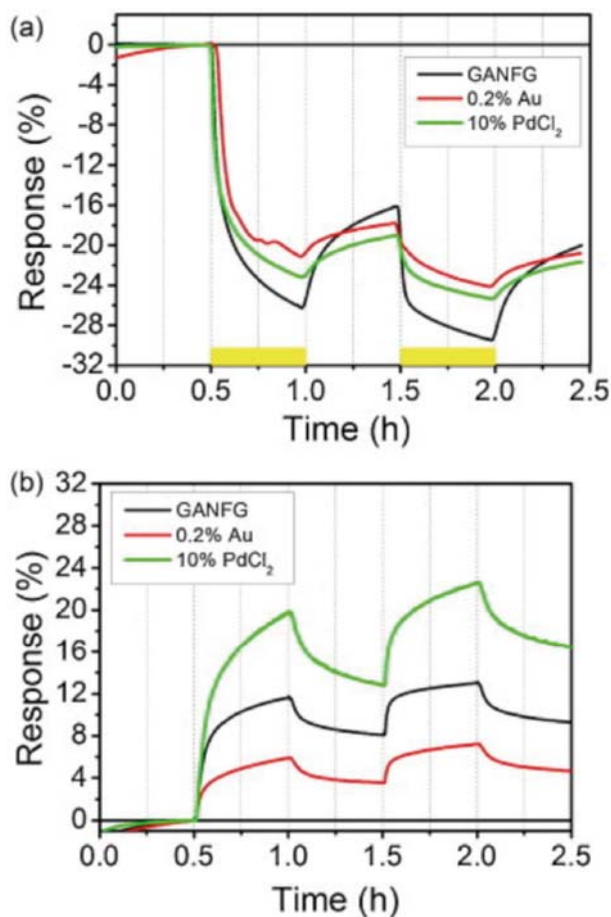 (a)
0
-4
-8
-12
-16
-20
-24
-28
-32
Response (%)
GANFG
0.2% Au
10% PdCl₂
0.0 0.5 1.0 1.5 2.0 2.5
Time (h)
(b)
32
28
24
20
16
12
8
4
0
Response (%)
GANFG
0.2% Au
10% PdCl₂
0.0 0.5 1.0 1.5 2.0 2.5
Time (h)